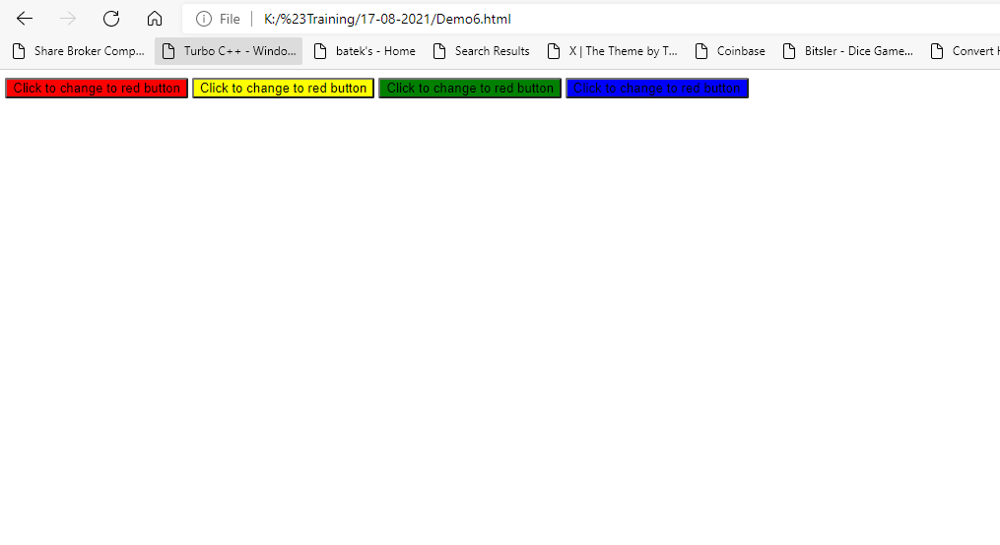 File K:/%23Training/17-08-2021/Demo6.html
Share Broker Comp... Turbo C++ - Windo... batek's - Home Search Results X | The Theme by T... Coinbase Bitsler - Dice Game... Convert
Click to change to red button Click to change to red button Click to change to red button Click to change to red button